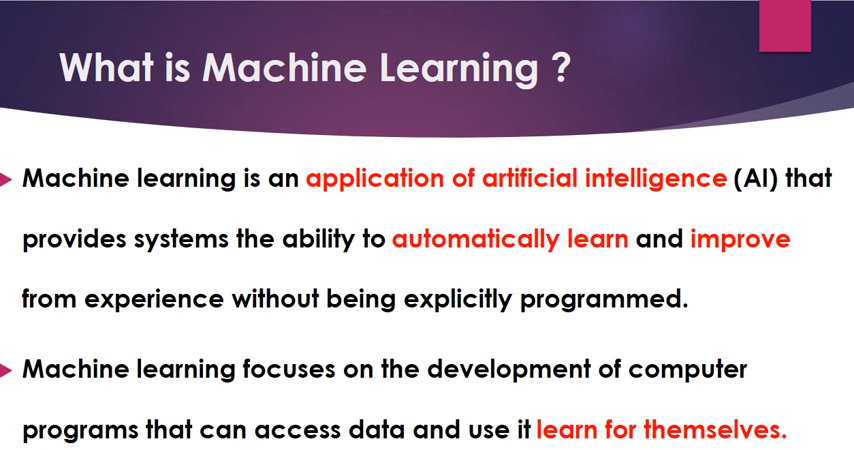 What is Machine Learning ?
Machine learning is an application of artificial intelligence (AI) that
provides systems the ability to automatically learn and improve
from experience without being explicitly programmed.
Machine learning focuses on the development of computer
programs that can access data and use it learn for themselves.